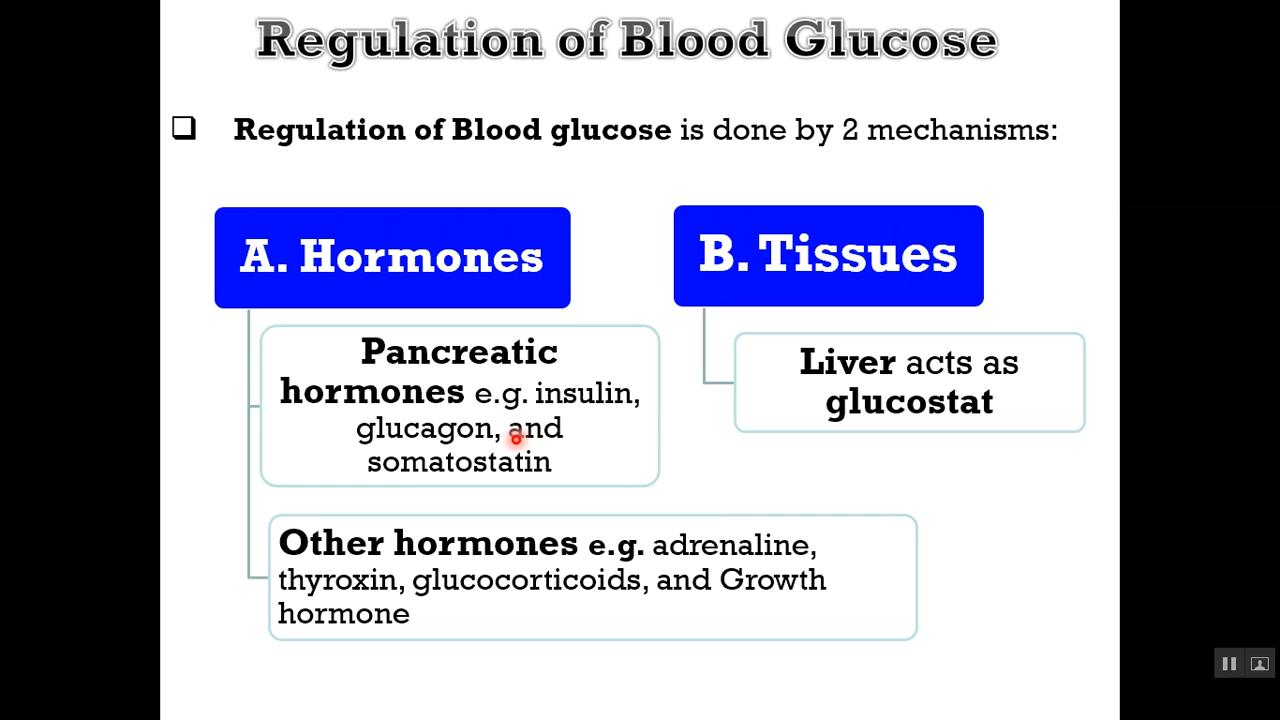 Regulation of Blood Glucose
Regulation of Blood glucose is done by 2 mechanisms:
A. Hormones
Pancreatic
hormones e.g. insulin,
glucagon, and
somatostatin
Other hormones e.g. adrenaline,
thyroxin, glucocorticoids, and Growth
hormone
B. Tissues
Liver acts as
glucostat